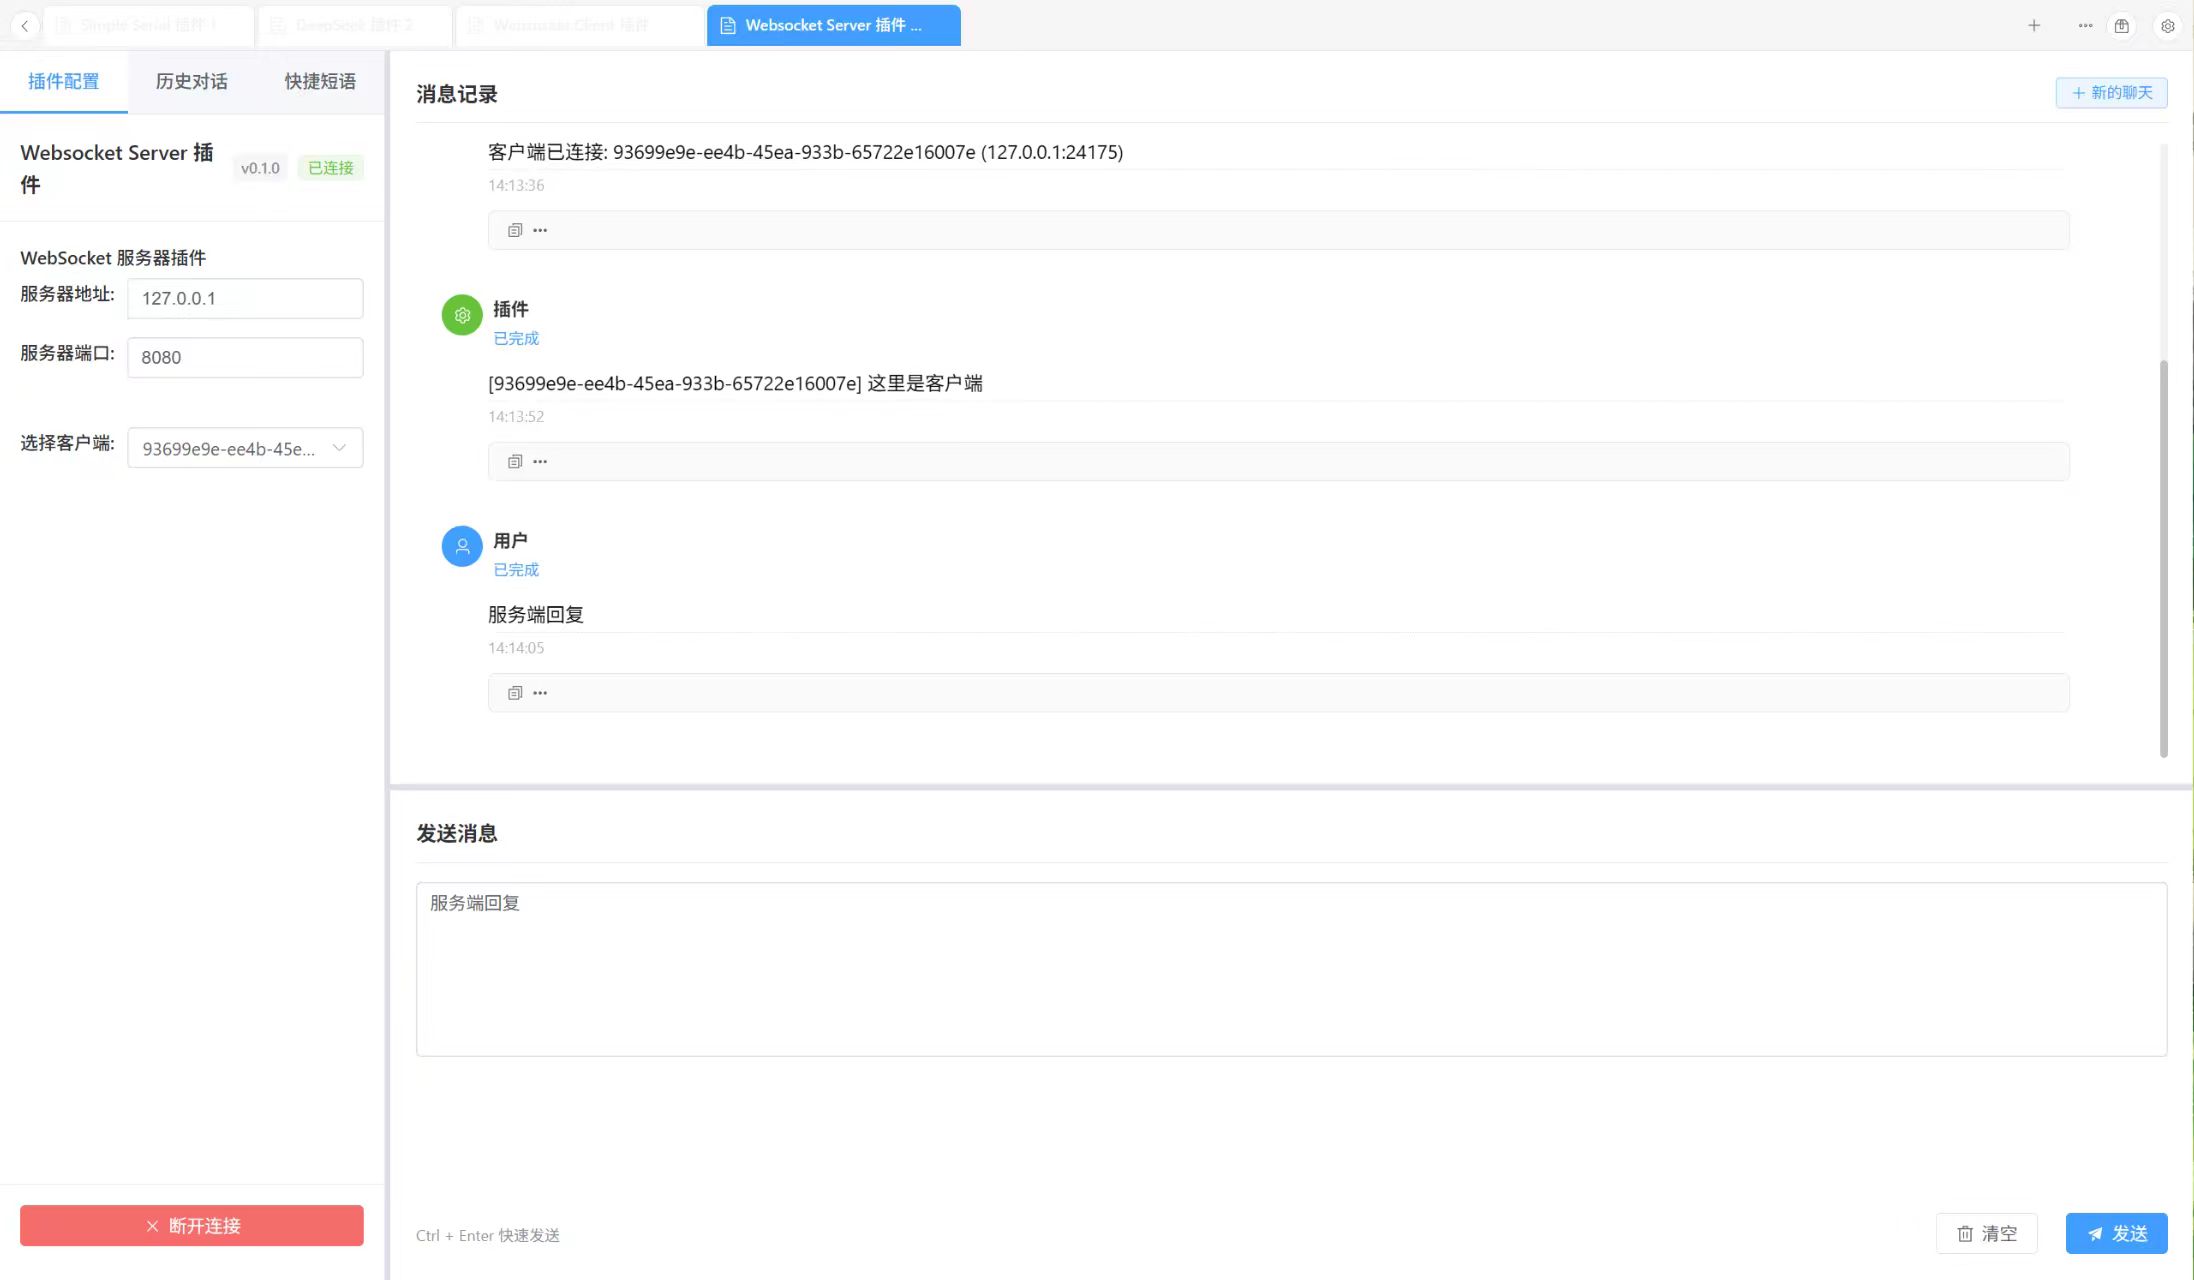 Simple Serial 插件 1
DeepSeek 插件 2
Websocket Client 插件
Websocket Server 插件 ...
插件配置
历史对话
快捷短语
Websocket Server 插
件
v0.1.0
已连接
WebSocket 服务器插件
服务器地址:
127.0.0.1
服务器端口:
8080
选择客户端:
93699e9e-ee4b-45e...
断开连接
消息记录
新的聊天
客户端已连接: 93699e9e-ee4b-45ea-933b-65722e16007e (127.0.0.1:24175)
14:13:36
插件
已完成
[93699e9e-ee4b-45ea-933b-65722e16007e] 这里是客户端
14:13:52
用户
已完成
服务端回复
14:14:05
发送消息
服务端回复
Ctrl + Enter 快速发送
清空
发送